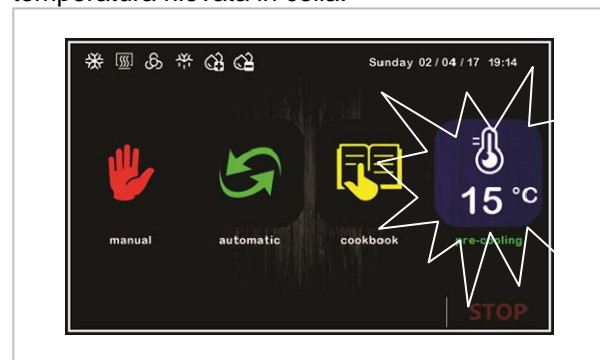 temperatura rilevata in cella.
Sunday 02 / 04 / 17 19:14
15 °C
manual automatic cookbook pre-cooling
STOP